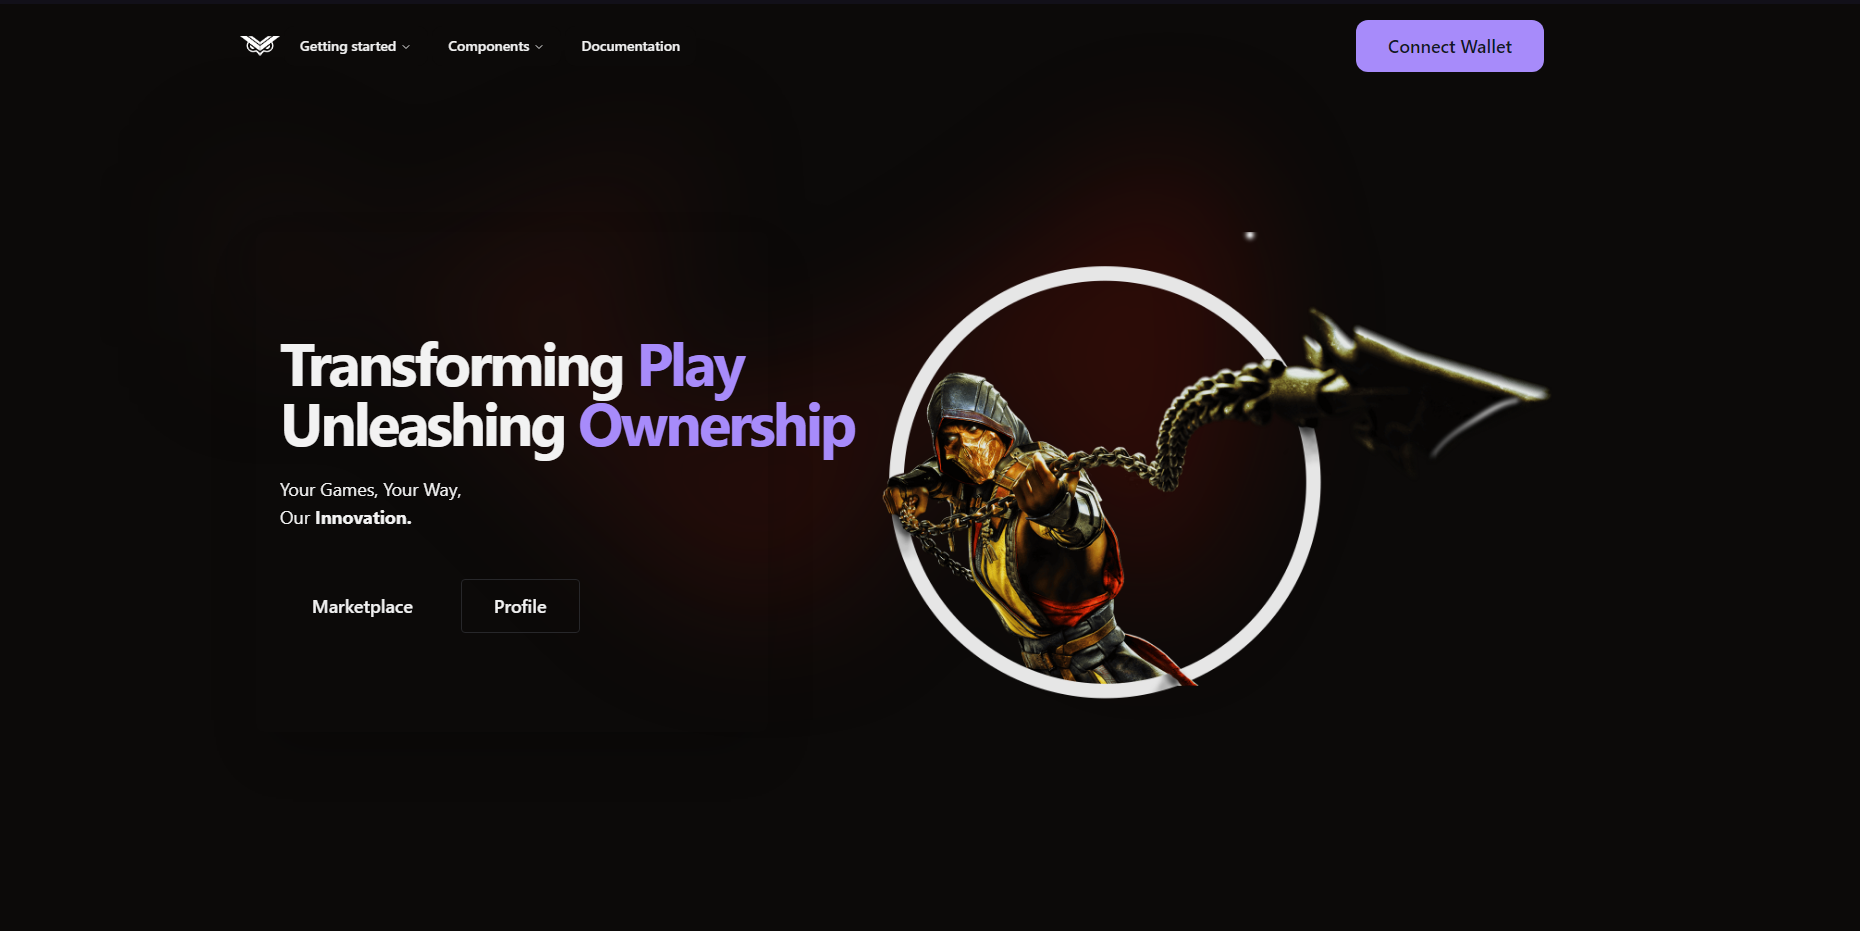 Getting started Components Documentation Connect Wallet
Transforming Play
Unleashing Ownership
Your Games, Your Way,
Our Innovation.
Marketplace Profile